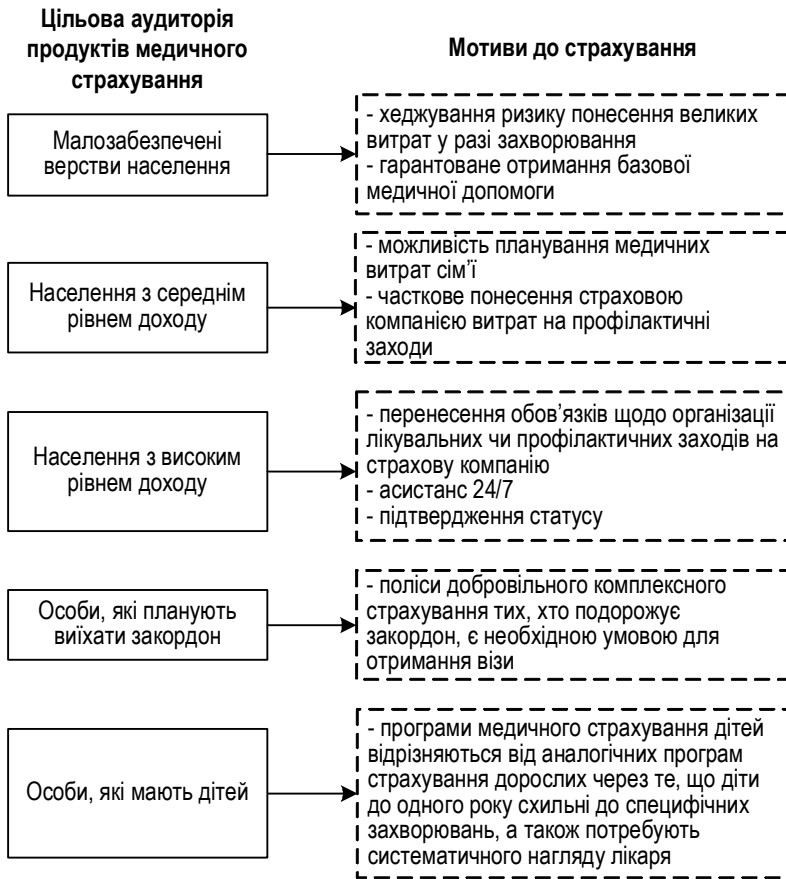 Цільова аудиторія
продуктів медичного
страхування
Мотиви до страхування
Малозабезпечені
верстви населення
- хеджування ризику понесення великих
витрат у разі захворювання
- гарантоване отримання базової
медичної допомоги
Населення з середнім
рівнем доходу
- можливість планування медичних
витрат сім’ї
- часткове понесення страховою
компанією витрат на профілактичні
заходи
Населення з високим
рівнем доходу
- перенесення обов’язків щодо організації
лікувальних чи профілактичних заходів на
страхову компанію
- асистанс 24/7
- підтвердження статусу
Особи, які планують
виїхати закордон
- поліси добровільного комплексного
страхування тих, хто подорожує
закордон, є необхідною умовою для
отримання візи
Особи, які мають дітей
- програми медичного страхування дітей
відрізняються від аналогічних програм
страхування дорослих через те, що діти
до одного року схильні до специфічних
захворювань, а також потребують
систематичного нагляду лікаря